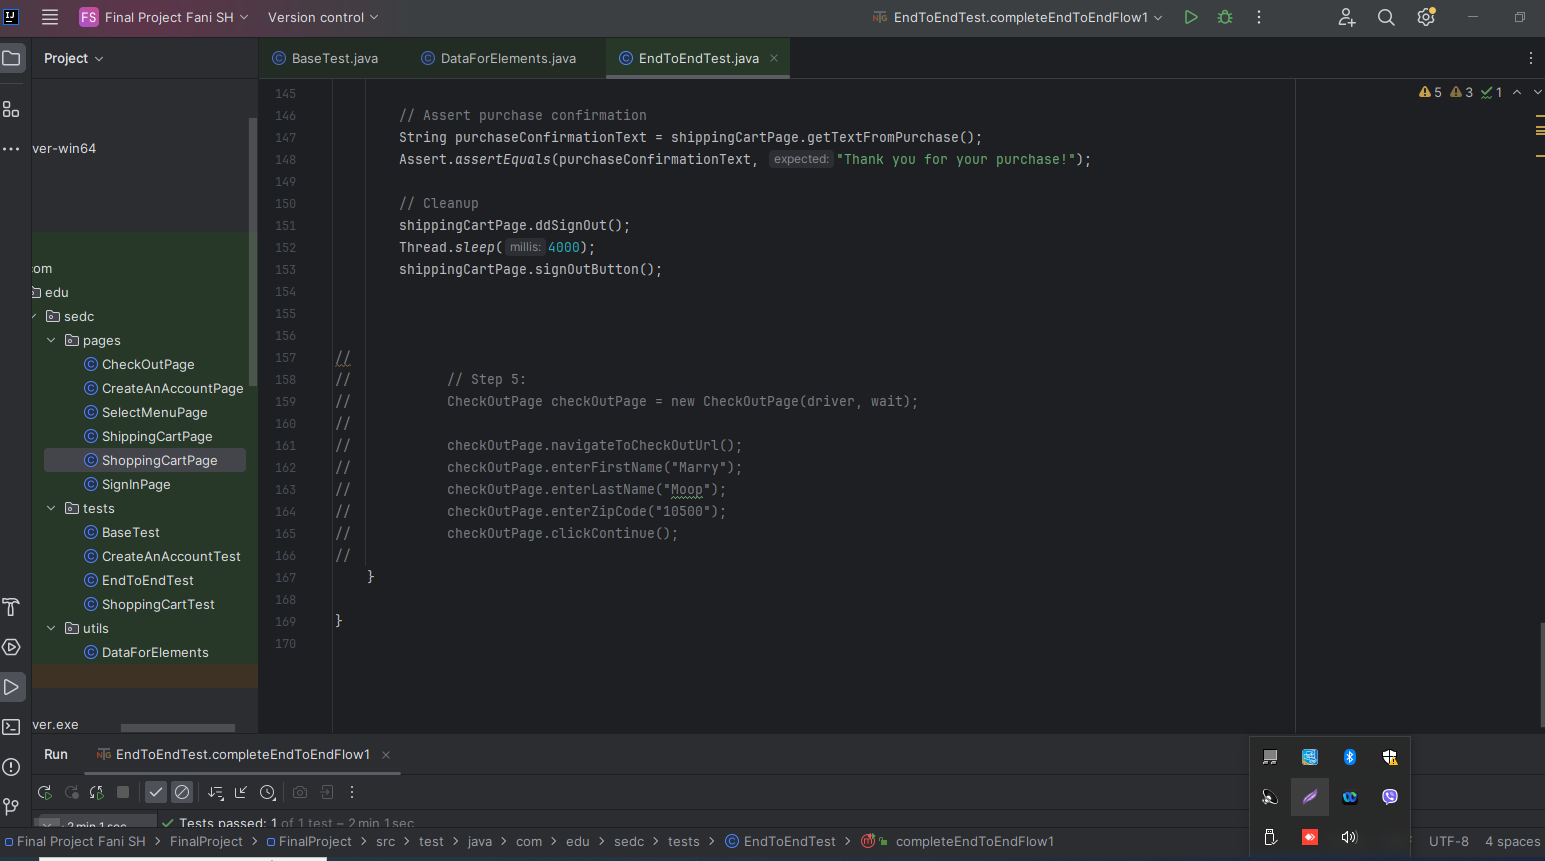 FS Final Project Fani SH Version control EndToEndTest.completeEndToEndFlow1
Project BaseTest.java DataForElements.java EndToEndTest.java
5 3 1
ver-win64
com
edu
sedc
pages
CheckOutPage
CreateAnAccountPage
SelectMenuPage
ShippingCartPage
ShoppingCartPage
SignInPage
tests
BaseTest
CreateAnAccountTest
EndToEndTest
ShoppingCartTest
utils
DataForElements
ver.exe
145
146 // Assert purchase confirmation
147 String purchaseConfirmationText = shippingCartPage.getTextFromPurchase();
148 Assert.assertEquals(purchaseConfirmationText, expected: "Thank you for your purchase!");
149
150 // Cleanup
151 shippingCartPage.ddSignOut();
152 Thread.sleep( millis: 4000);
153 shippingCartPage.signOutButton();
154
155
156
157 //
158 // // Step 5:
159 // CheckOutPage checkOutPage = new CheckOutPage(driver, wait);
160 //
161 // checkOutPage.navigateToCheckOutUrl();
162 // checkOutPage.enterFirstName("Marry");
163 // checkOutPage.enterLastName("Moop");
164 // checkOutPage.enterZipCode("10500");
165 // checkOutPage.clickContinue();
166 //
167 }
168
169 }
170
Run EndToEndTest.completeEndToEndFlow1
2 min 1 sec Tests passed: 1 of 1 test – 2 min 1 sec
Final Project Fani SH > FinalProject > FinalProject > src > test > java > com > edu > sedc > tests > EndToEndTest > completeEndToEndFlow1 UTF-8 4 spaces